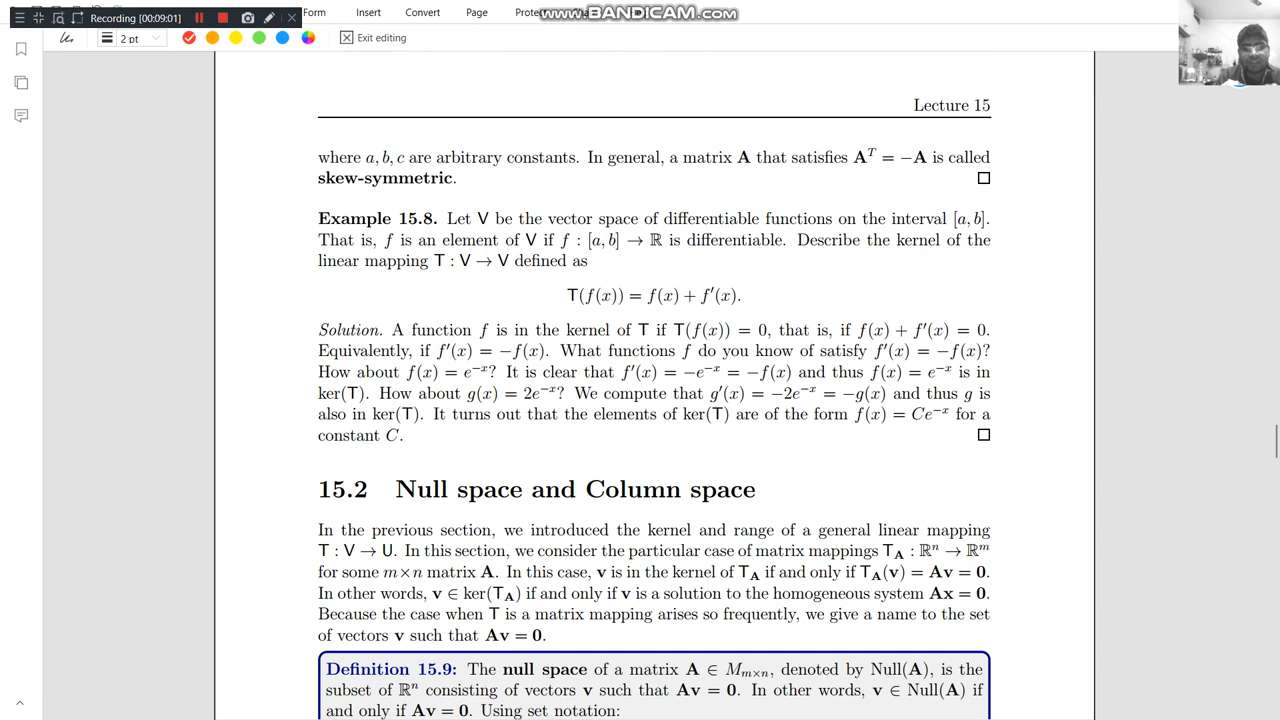 Recording [00:09:01]
Form Insert Convert Page Prote
www.BANDICAM.com
2 pt
Exit editing
Lecture 15
where a, b, c are arbitrary constants. In general, a matrix A that satisfies Aᵀ = −A is called
skew-symmetric.
Example 15.8. Let V be the vector space of differentiable functions on the interval [a, b].
That is, f is an element of V if f : [a, b] → ℝ is differentiable. Describe the kernel of the
linear mapping T : V → V defined as
T(f(x)) = f(x) + f′(x).
Solution. A function f is in the kernel of T if T(f(x)) = 0, that is, if f(x) + f′(x) = 0.
Equivalently, if f′(x) = −f(x). What functions f do you know of satisfy f′(x) = −f(x)?
How about f(x) = e⁻ˣ? It is clear that f′(x) = −e⁻ˣ = −f(x) and thus f(x) = e⁻ˣ is in
ker(T). How about g(x) = 2e⁻ˣ? We compute that g′(x) = −2e⁻ˣ = −g(x) and thus g is
also in ker(T). It turns out that the elements of ker(T) are of the form f(x) = Ce⁻ˣ for a
constant C.
15.2 Null space and Column space
In the previous section, we introduced the kernel and range of a general linear mapping
T : V → U. In this section, we consider the particular case of matrix mappings T_A : ℝⁿ → ℝᵐ
for some m×n matrix A. In this case, v is in the kernel of T_A if and only if T_A(v) = Av = 0.
In other words, v ∈ ker(T_A) if and only if v is a solution to the homogeneous system Ax = 0.
Because the case when T is a matrix mapping arises so frequently, we give a name to the set
of vectors v such that Av = 0.
Definition 15.9: The null space of a matrix A ∈ M_{m×n}, denoted by Null(A), is the
subset of ℝⁿ consisting of vectors v such that Av = 0. In other words, v ∈ Null(A) if
and only if Av = 0. Using set notation: